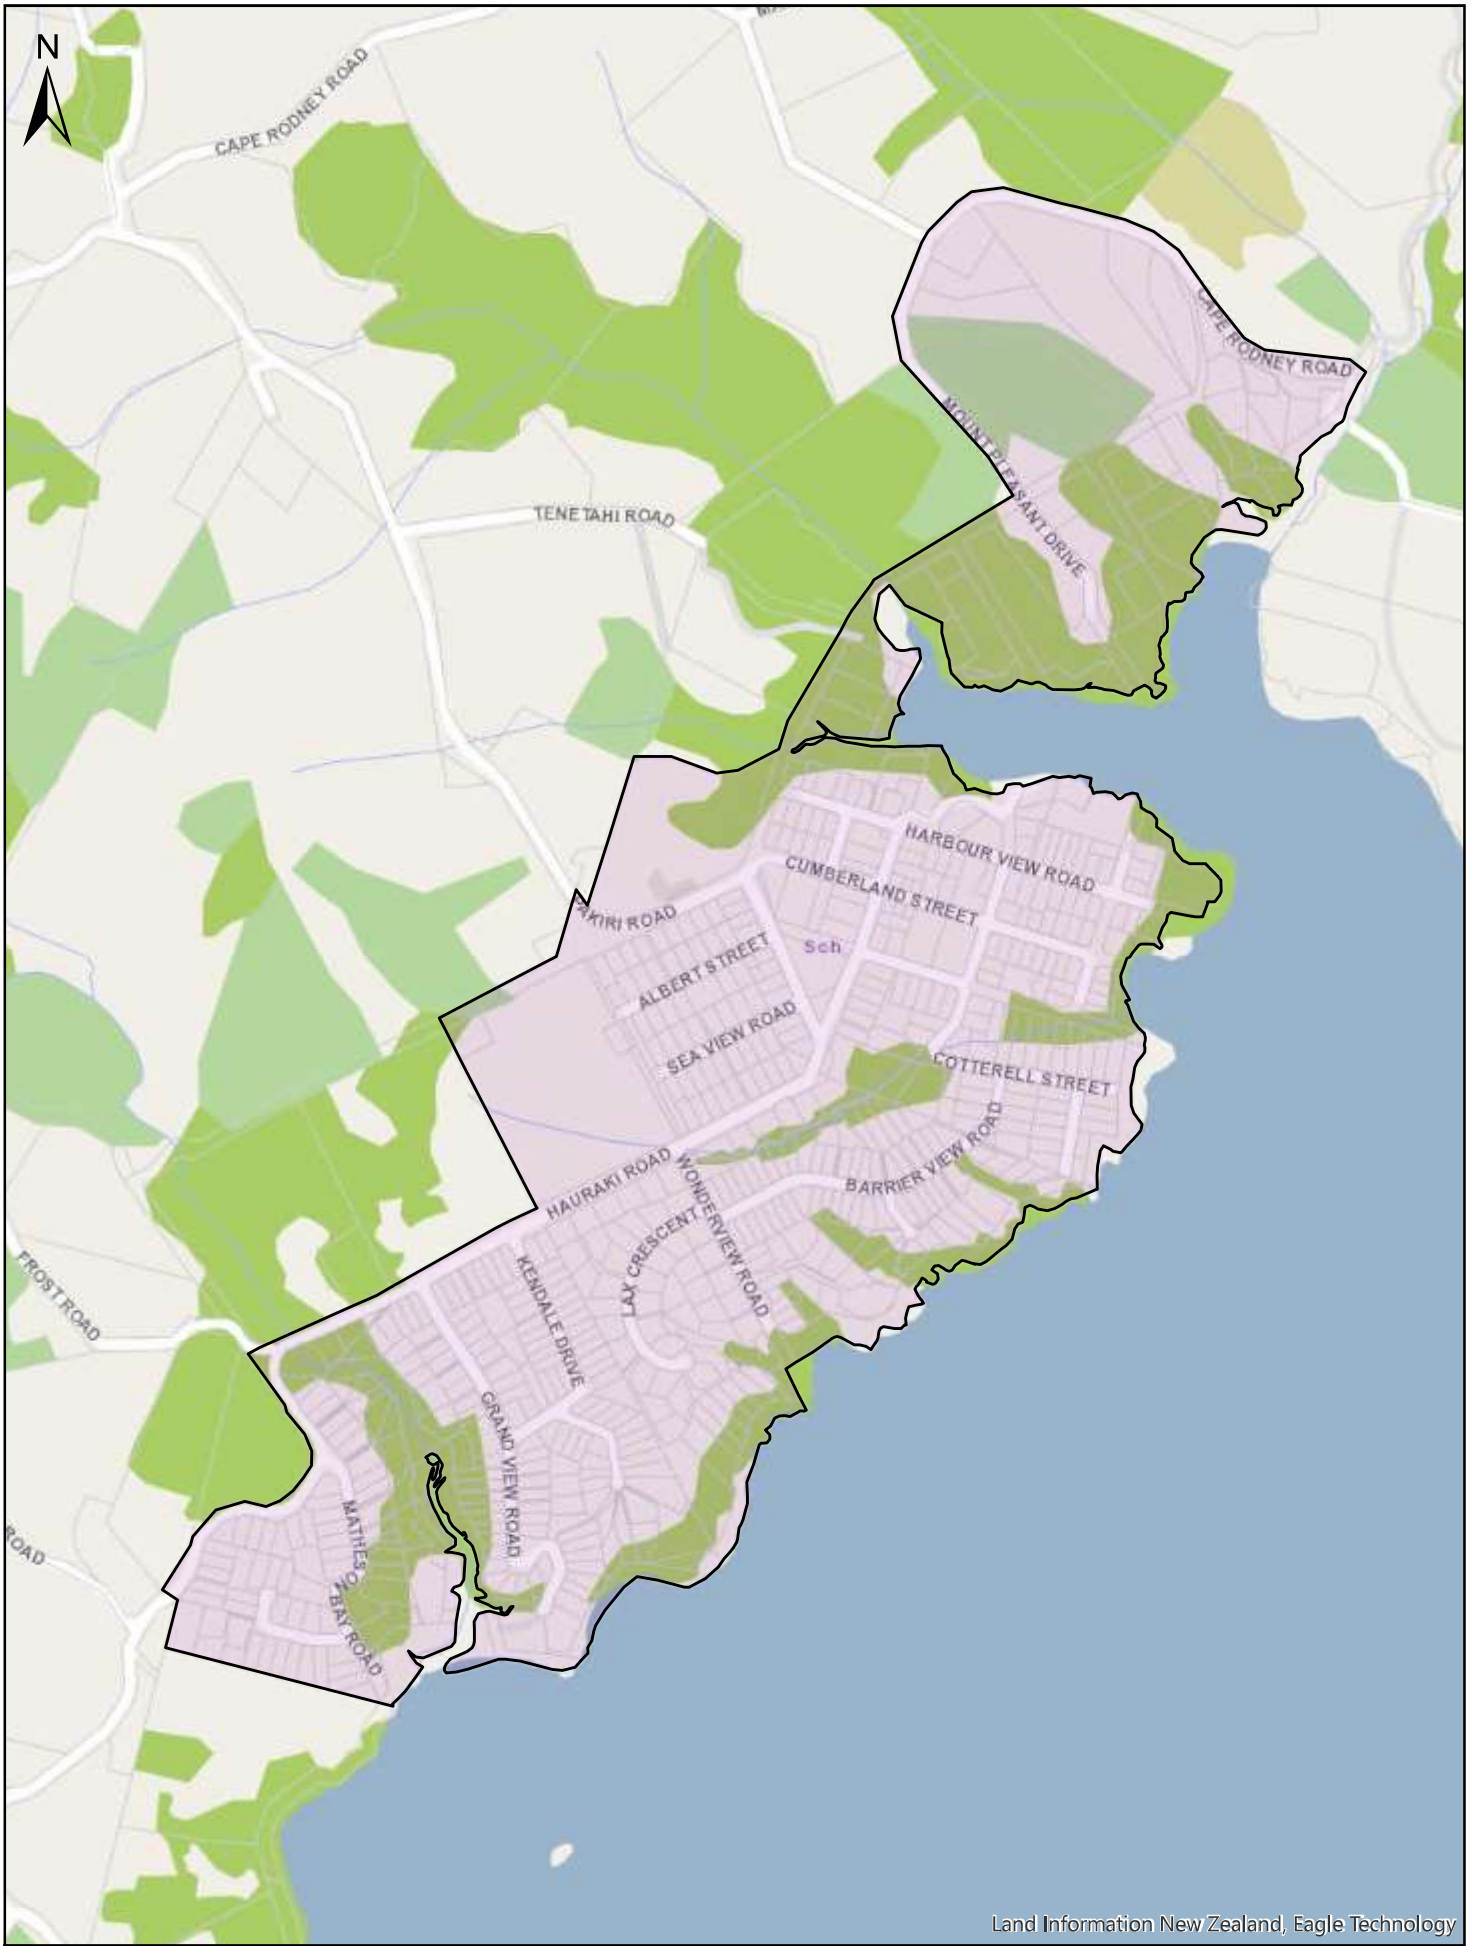 N
CAPE RODNEY ROAD
CAPE RODNEY ROAD
MOUNT PLEASANT DRIVE
TENETAHI ROAD
HARBOUR VIEW ROAD
CUMBERLAND STREET
PAKIRI ROAD
Sch
ALBERT STREET
SEA VIEW ROAD
COTTERELL STREET
BARRIER VIEW ROAD
HAURAKI ROAD
WONDERVIEW ROAD
LAX CRESCENT
KENDALE DRIVE
FROST ROAD
GRAND VIEW ROAD
MATHESON BAY ROAD
ROAD
Land Information New Zealand, Eagle Technology